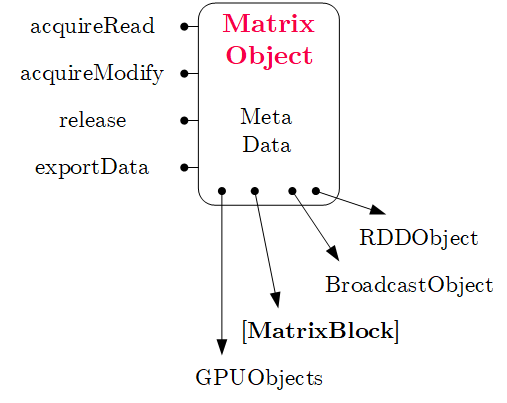 acquireRead
acquireModify
release
exportData
Matrix
Object
Meta
Data
RDDObject
BroadcastObject
[MatrixBlock]
GPUObjects